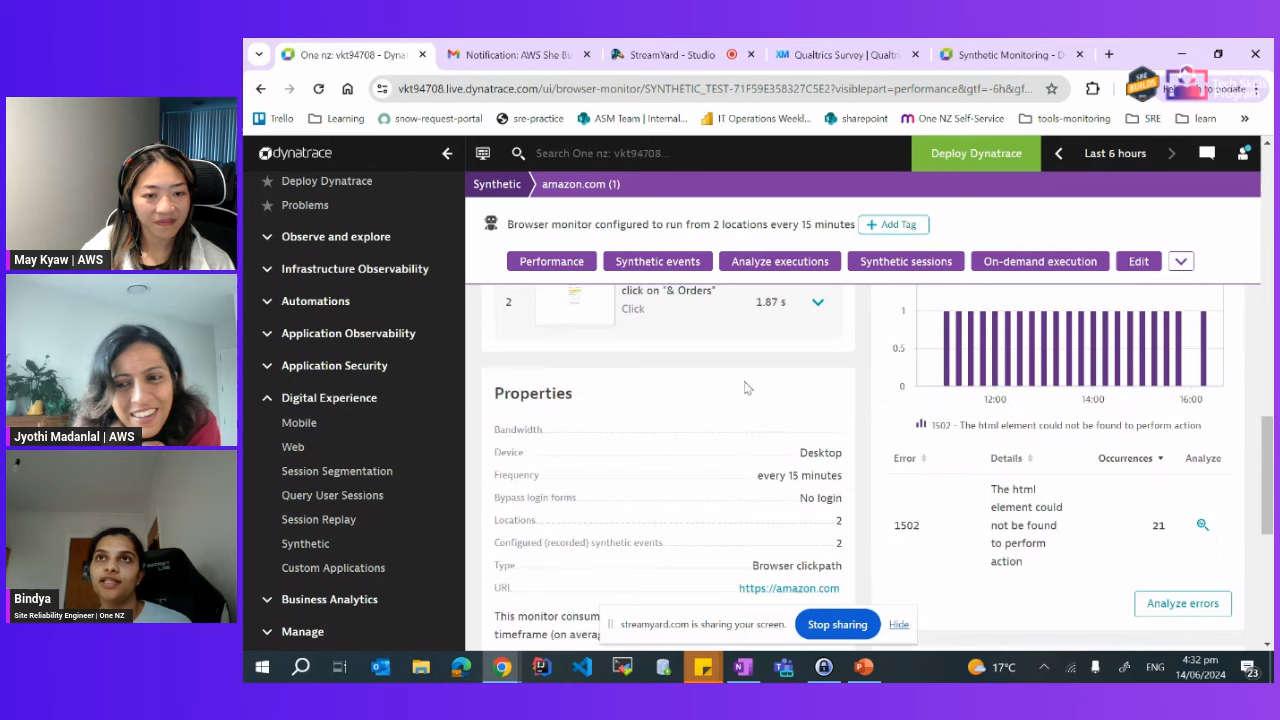 One nz: vkt94708 - Dyna
Notification: AWS She Bu
StreamYard - Studio
Qualtrics Survey | Qualtri
Synthetic Monitoring - D
vkt94708.live.dynatrace.com/ui/browser-monitor/SYNTHETIC_TEST-71F59E358327C5E2?visiblepart=performance&gtf=-6h&gf...
Trello
Learning
snow-request-portal
sre-practice
ASM Team | Internal...
IT Operations Weekl...
sharepoint
One NZ Self-Service
tools-monitoring
SRE
learn
dynatrace
Search One nz: vkt94708...
Deploy Dynatrace
Last 6 hours
Deploy Dynatrace
Problems
Observe and explore
Infrastructure Observability
Automations
Application Observability
Application Security
Digital Experience
Mobile
Web
Session Segmentation
Query User Sessions
Session Replay
Synthetic
Custom Applications
Business Analytics
Manage
Synthetic
amazon.com (1)
Browser monitor configured to run from 2 locations every 15 minutes
Add Tag
Performance
Synthetic events
Analyze executions
Synthetic sessions
On-demand execution
Edit
2
click on "& Orders"
Click
1.87 s
Properties
Bandwidth
Device Desktop
Frequency every 15 minutes
Bypass login forms No login
Locations 2
Configured (recorded) synthetic events 2
Type Browser clickpath
URL https://amazon.com
This monitor consum
timeframe (on averag
1
0.5
0
12:00 14:00 16:00
1502 - The html element could not be found to perform action
Error Details Occurrences Analyze
1502
The html
element could
not be found
to perform
action
21
Analyze errors
streamyard.com is sharing your screen.
Stop sharing
Hide
17°C
ENG
4:32 pm
14/06/2024
23
May Kyaw | AWS
Jyothi Madanlal | AWS
Bindya
Site Reliability Engineer | One NZ